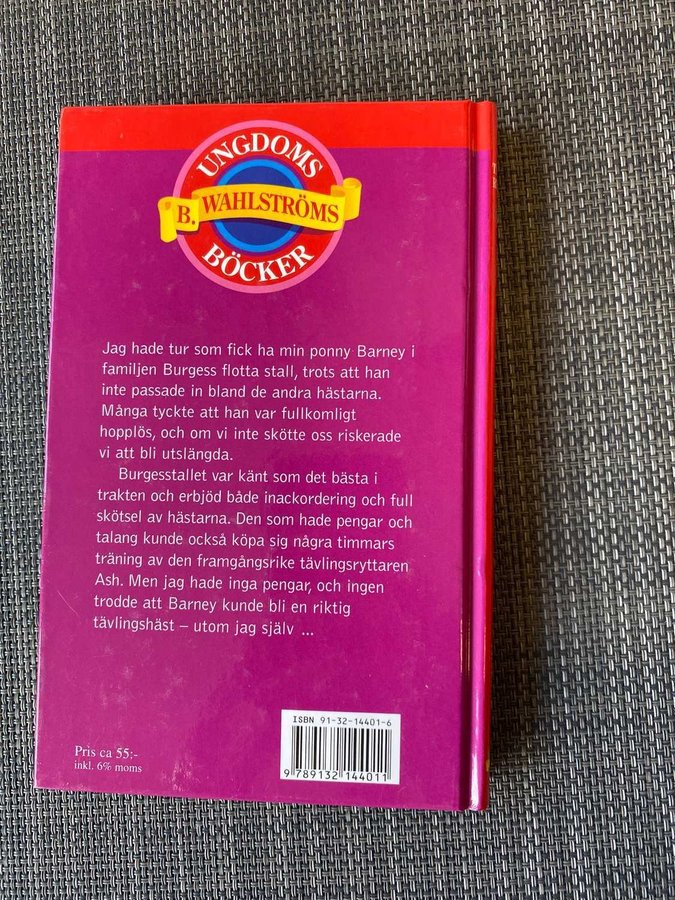 UNGDOMS
B. WAHLSTRÖMS
BÖCKER
Jag hade tur som fick ha min ponny Barney i
familjen Burgess flotta stall, trots att han
inte passade in bland de andra hästarna.
Många tyckte att han var fullkomligt
hopplös, och om vi inte skötte oss riskerade
vi att bli utslängda.
Burgesstallet var känt som det bästa i
trakten och erbjöd både inackordering och full
skötsel av hästarna. Den som hade pengar och
talang kunde också köpa sig några timmars
träning av den framgångsrike tävlingsryttaren
Ash. Men jag hade inga pengar, och ingen
trodde att Barney kunde bli en riktig
tävlingshäst – utom jag själv ...
ISBN 91-32-14401-6
9 789132 144011
Pris ca 55:-
inkl. 6% moms